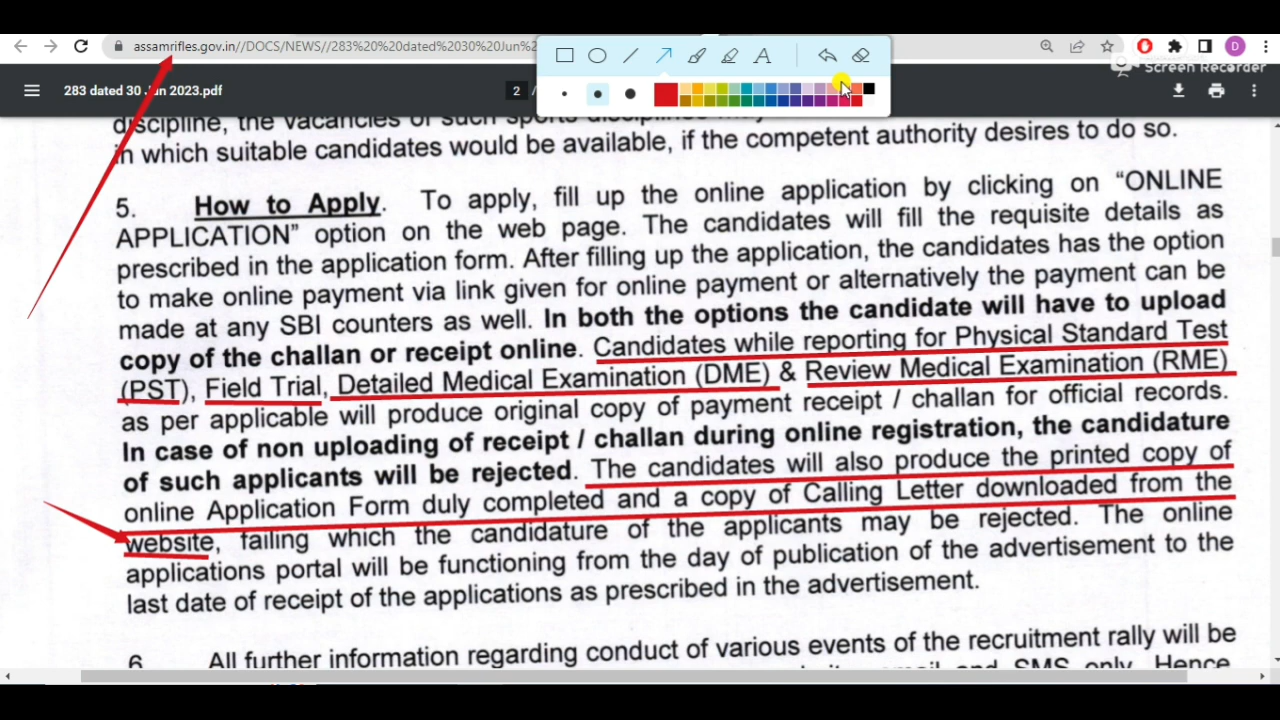 assamrifles.gov.in//DOCS/NEWS//283%20%20dated%2030%20Jun%2
A
D
Screen Recorder
283 dated 30 Jun 2023.pdf
2 /
discipline, the vacancies of such sports
in which suitable candidates would be available, if the competent authority desires to do so.
5. How to Apply. To apply, fill up the online application by clicking on “ONLINE
APPLICATION” option on the web page. The candidates will fill the requisite details as
prescribed in the application form. After filling up the application, the candidates has the option
to make online payment via link given for online payment or alternatively the payment can be
made at any SBI counters as well. In both the options the candidate will have to upload
copy of the challan or receipt online. Candidates while reporting for Physical Standard Test
(PST), Field Trial, Detailed Medical Examination (DME) & Review Medical Examination (RME)
as per applicable will produce original copy of payment receipt / challan for official records.
In case of non uploading of receipt / challan during online registration, the candidature
of such applicants will be rejected. The candidates will also produce the printed copy of
online Application Form duly completed and a copy of Calling Letter downloaded from the
website, failing which the candidature of the applicants may be rejected. The online
applications portal will be functioning from the day of publication of the advertisement to the
last date of receipt of the applications as prescribed in the advertisement.
6 All further information regarding conduct of various events of the recruitment rally will be
email and SMS only. Hence